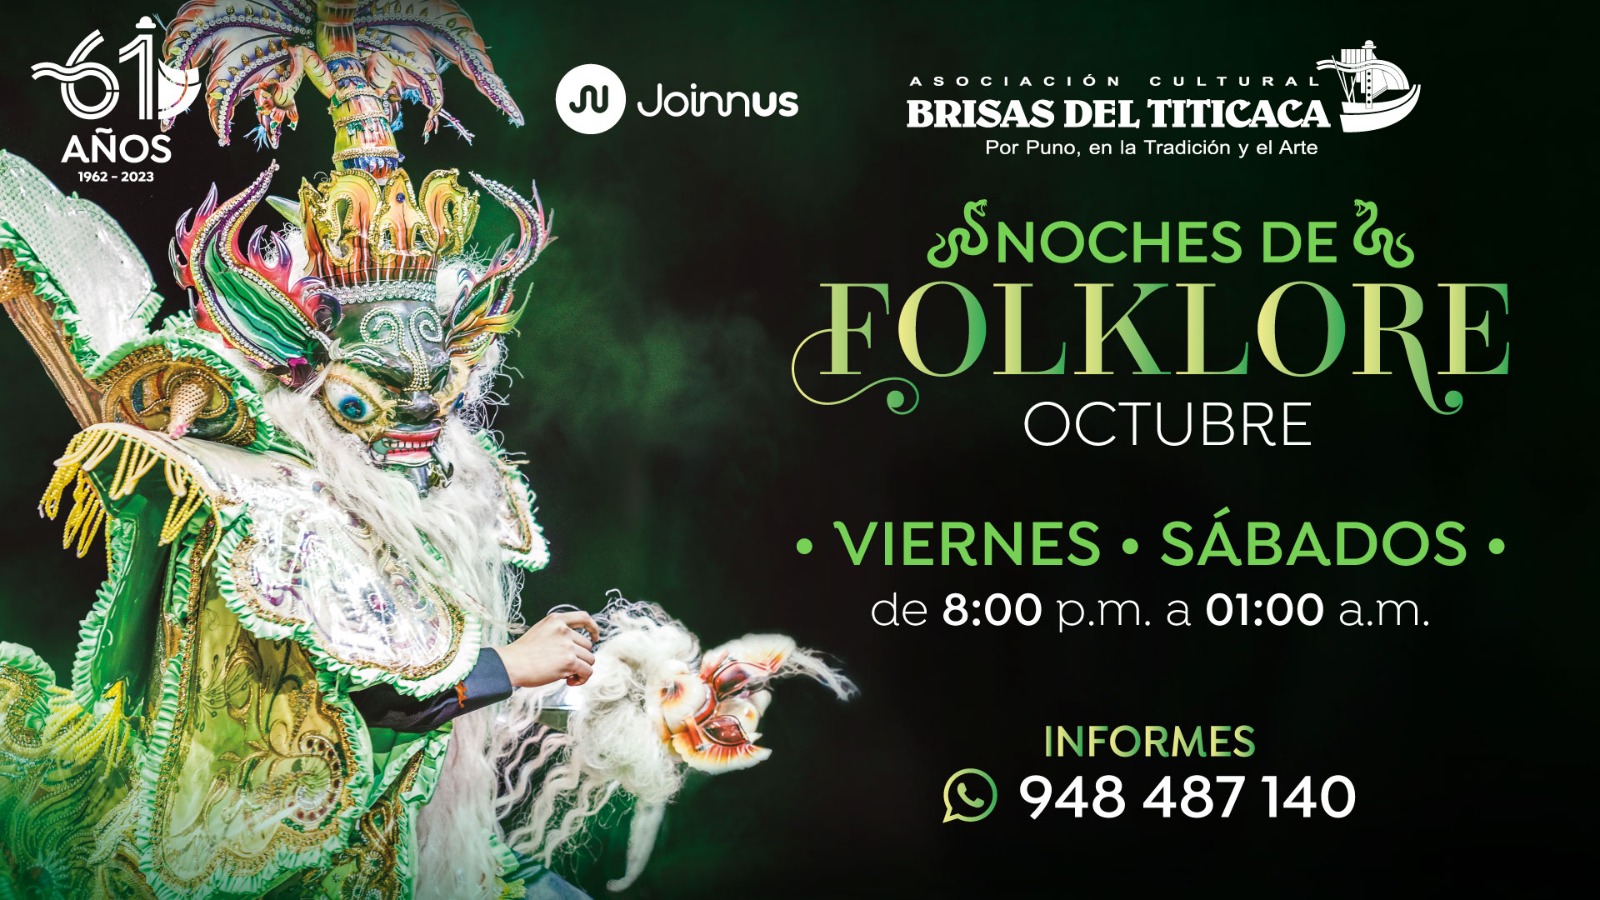 61
AÑOS
1962 - 2023
Joinnus
ASOCIACIÓN CULTURAL
BRISAS DEL TITICACA
Por Puno, en la Tradición y el Arte
NOCHES DE
FOLKLORE
OCTUBRE
• VIERNES • SÁBADOS •
de 8:00 p.m. a 01:00 a.m.
INFORMES
948 487 140